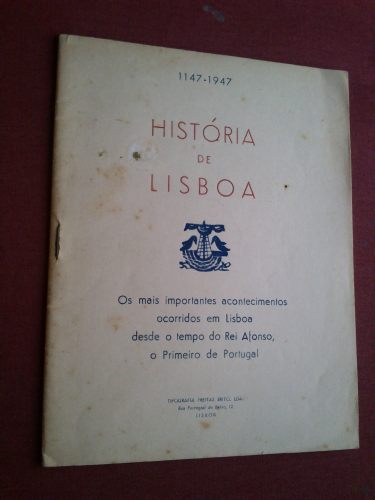 1147-1947
HISTÓRIA
DE
LISBOA
Os mais importantes acontecimentos
ocorridos em Lisboa
desde o tempo do Rei Afonso,
o Primeiro de Portugal
TIPOGRAFIA FREITAS BRITO, LDA.
LISBOA